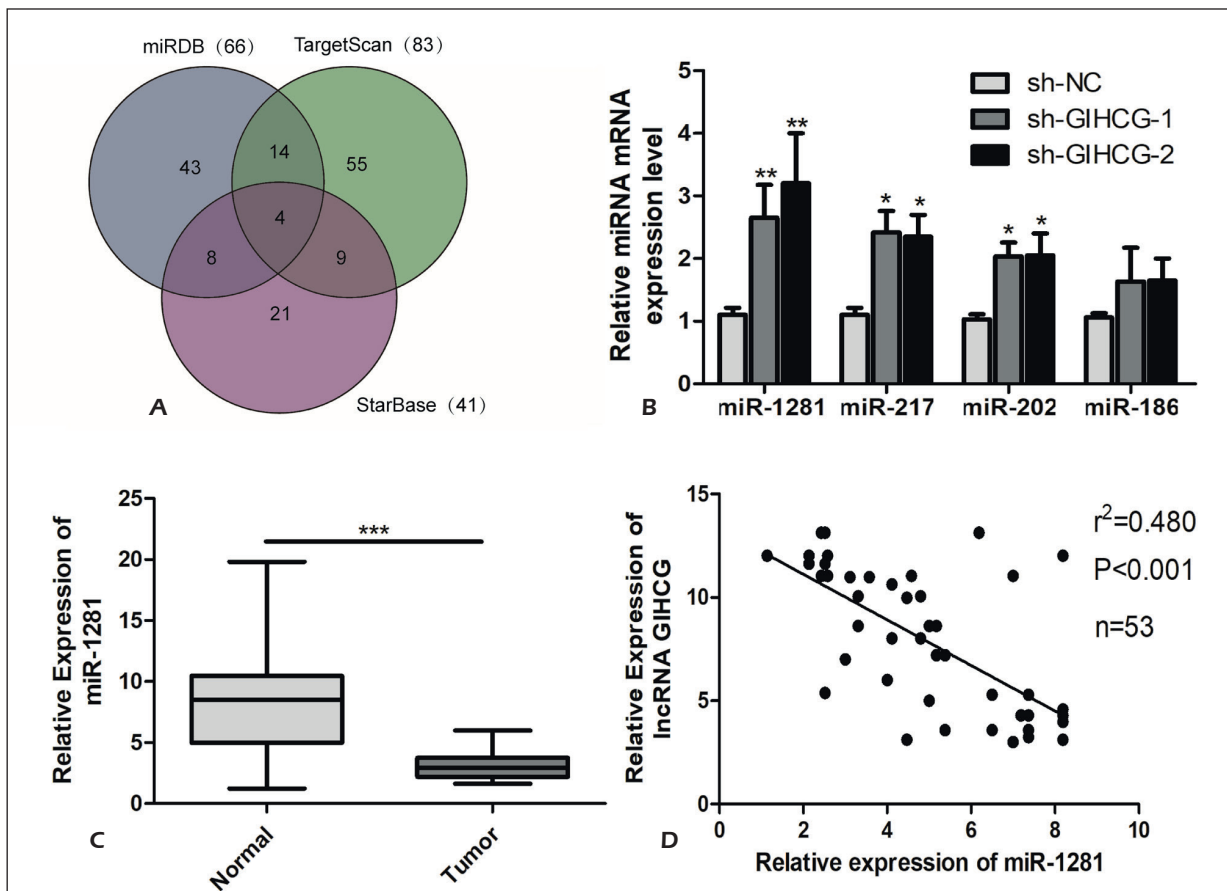 miRDB（66）
TargetScan（83）
43
14
55
4
8
9
21
StarBase（41）
A
Relative miRNA mRNA
expression level
5
4
3
2
1
0
sh-NC
sh-GIHCG-1
sh-GIHCG-2
**
**
*
*
*
*
miR-1281
miR-217
miR-202
miR-186
B
Relative Expression of
miR-1281
25
20
15
10
5
0
***
Normal
Tumor
C
Relative Expression of
lncRNA GIHCG
15
10
5
0
r²=0.480
P<0.001
n=53
0
2
4
6
8
10
Relative expression of miR-1281
D